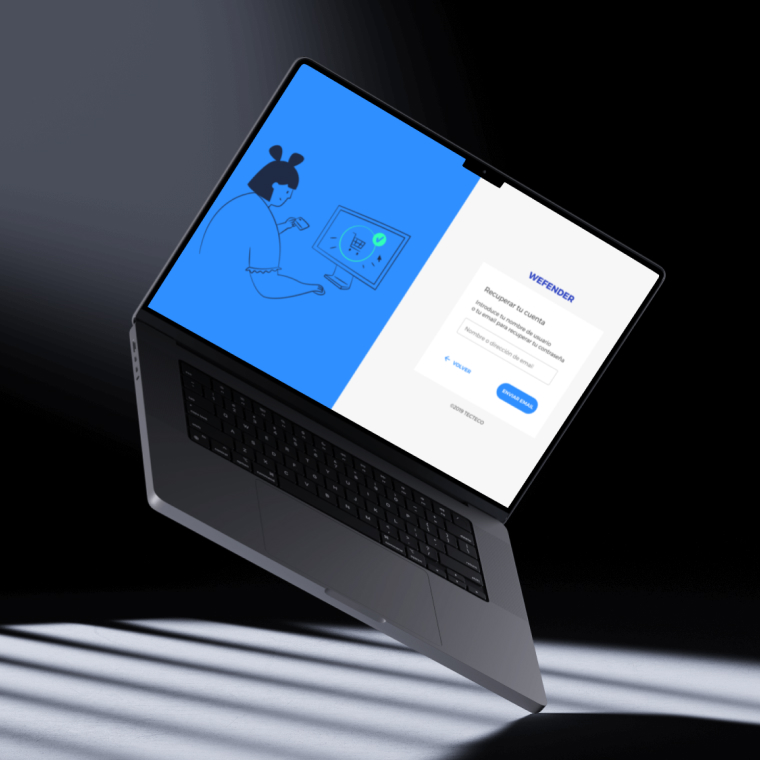 WEFENDER
Recuperar tu cuenta
Introduce tu nombre de usuario
o tu email para recuperar tu contraseña
Nombre o dirección de email
← VOLVER
ENVIAR EMAIL
©2019 TECTECO